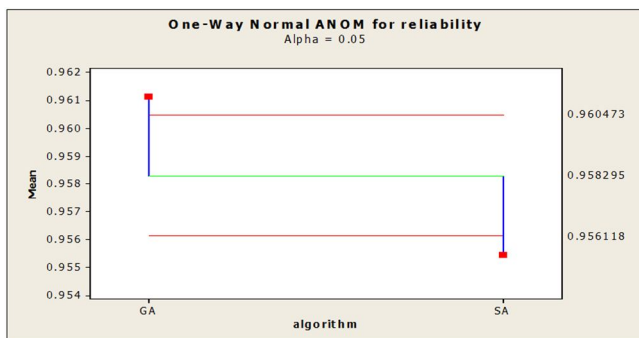 One-Way Normal ANOM for reliability
Alpha = 0.05
0.962
0.961
0.960
0.959
0.958
0.957
0.956
0.955
0.954
Mean
0.960473
0.958295
0.956118
GA
SA
algorithm